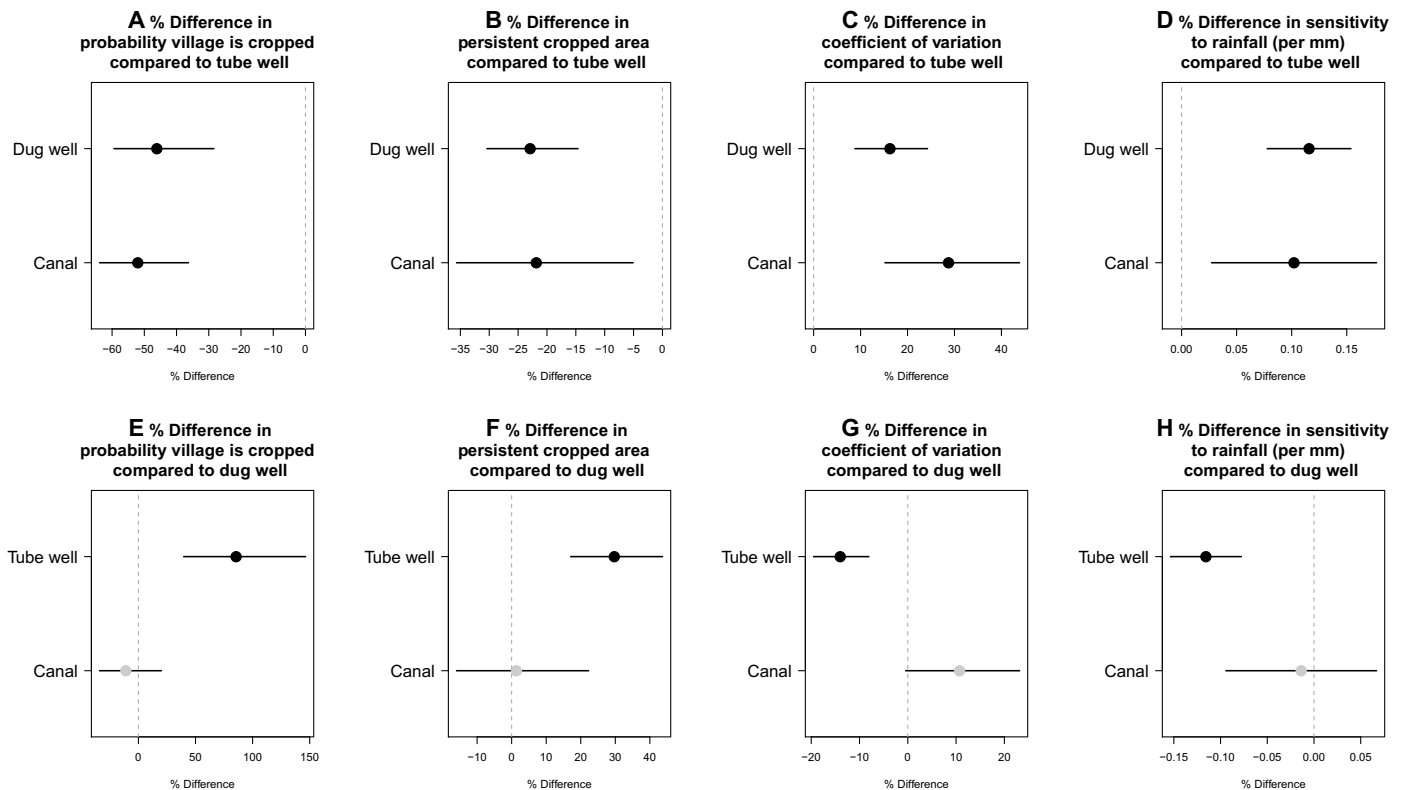 A % Difference in
probability village is cropped
compared to tube well
Dug well
Canal
−60 −50 −40 −30 −20 −10 0
% Difference
B % Difference in
persistent cropped area
compared to tube well
Dug well
Canal
−35 −30 −25 −20 −15 −10 −5 0
% Difference
C % Difference in
coefficient of variation
compared to tube well
Dug well
Canal
0 10 20 30 40
% Difference
D % Difference in sensitivity
to rainfall (per mm)
compared to tube well
Dug well
Canal
0.00 0.05 0.10 0.15
% Difference
E % Difference in
probability village is cropped
compared to dug well
Tube well
Canal
0 50 100 150
% Difference
F % Difference in
persistent cropped area
compared to dug well
Tube well
Canal
−10 0 10 20 30 40
% Difference
G % Difference in
coefficient of variation
compared to dug well
Tube well
Canal
−20 −10 0 10 20
% Difference
H % Difference in sensitivity
to rainfall (per mm)
compared to dug well
Tube well
Canal
−0.15 −0.10 −0.05 0.00 0.05
% Difference